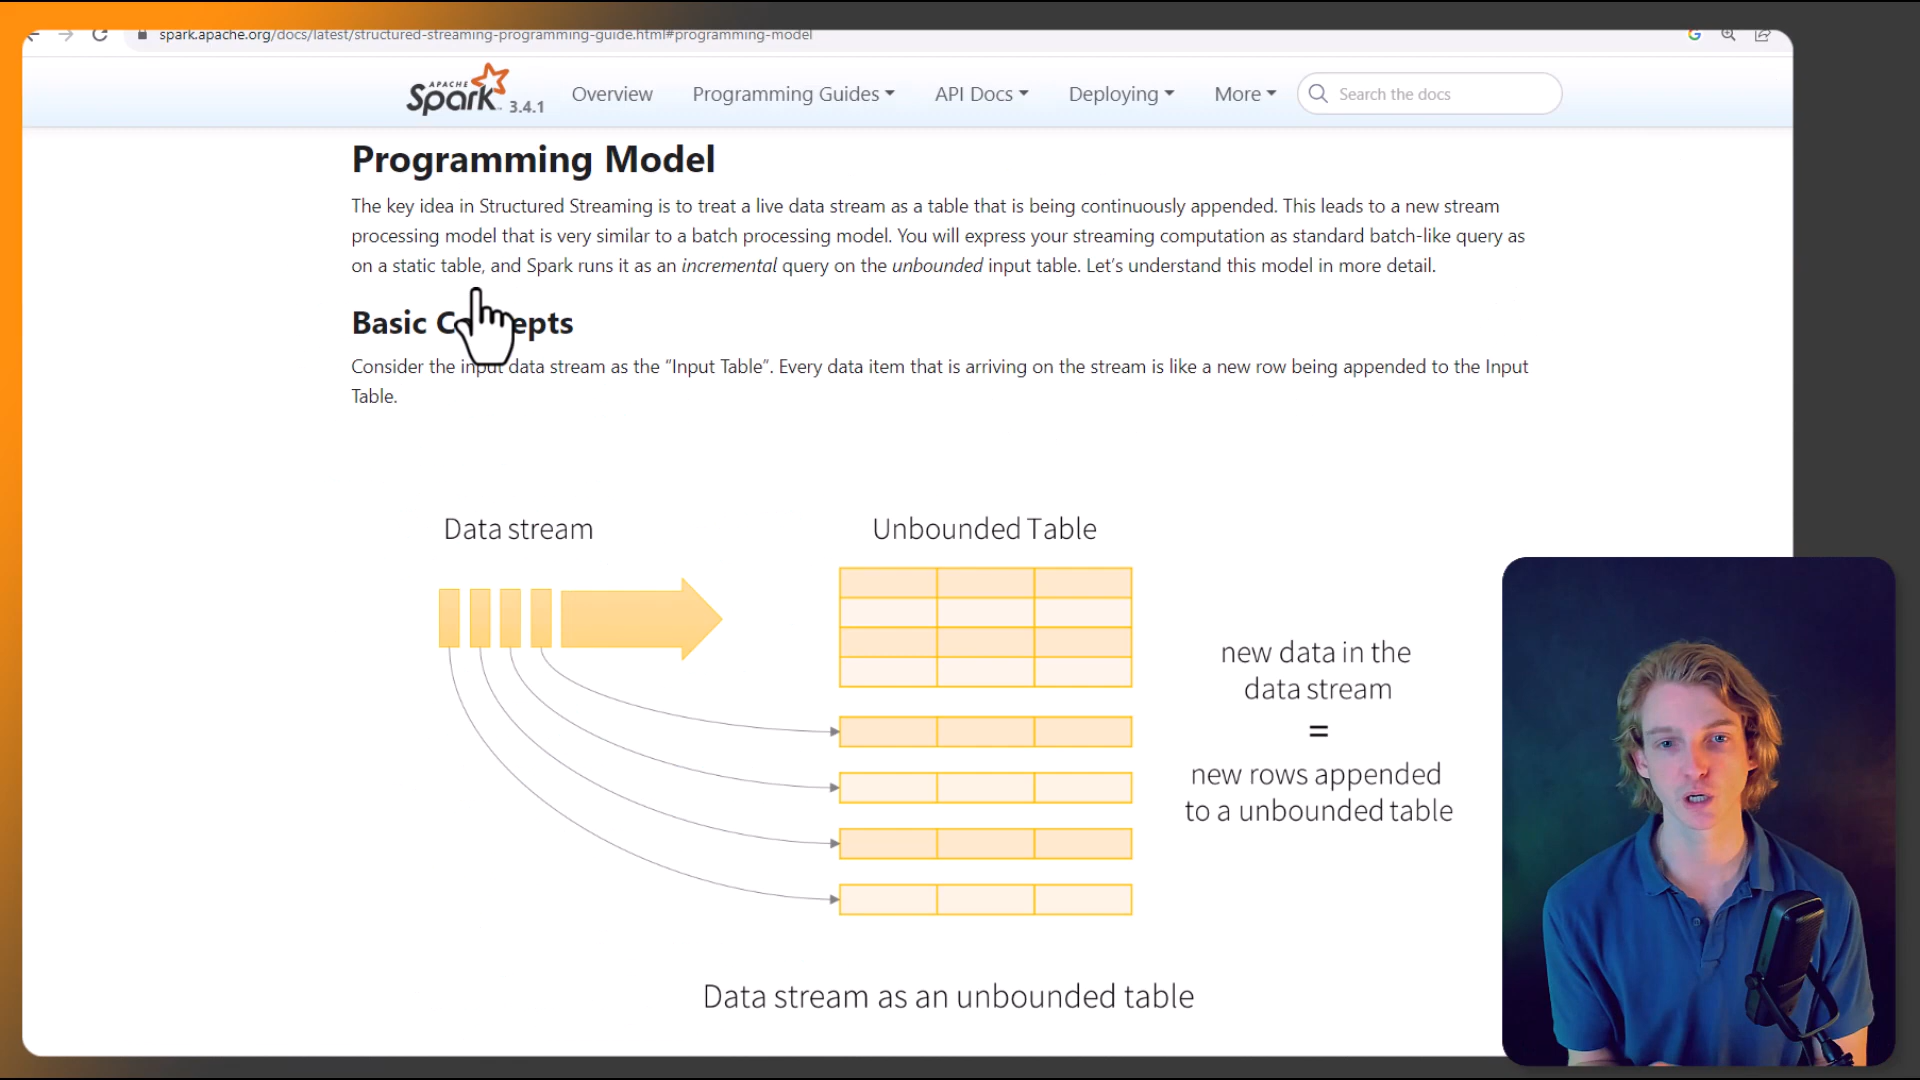 spark.apache.org/docs/latest/structured-streaming-programming-guide.html#programming-model
APACHE
Spark 3.4.1 Overview Programming Guides API Docs Deploying More Search the docs
Programming Model
The key idea in Structured Streaming is to treat a live data stream as a table that is being continuously appended. This leads to a new stream
processing model that is very similar to a batch processing model. You will express your streaming computation as standard batch-like query as
on a static table, and Spark runs it as an incremental query on the unbounded input table. Let’s understand this model in more detail.
Basic Concepts
Consider the input data stream as the “Input Table”. Every data item that is arriving on the stream is like a new row being appended to the Input
Table.
Data stream
Unbounded Table
new data in the
data stream
=
new rows appended
to a unbounded table
Data stream as an unbounded table